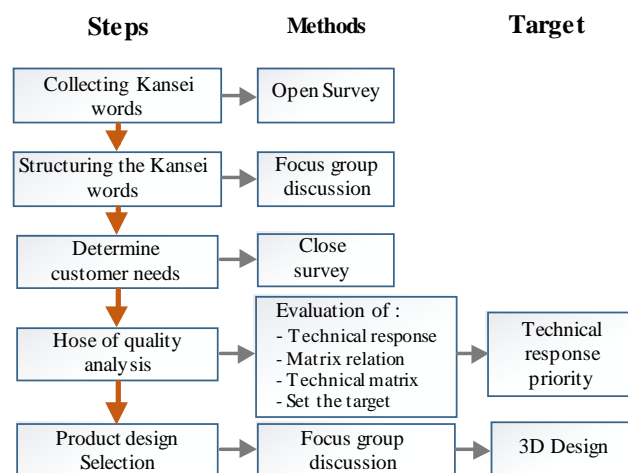 Steps
Methods
Target
Collecting Kansei
words
Open Survey
Structuring the Kansei
words
Focus group
discussion
Determine
customer needs
Close
survey
Hose of quality
analysis
Evaluation of :
- Technical response
- Matrix relation
- Technical matrix
- Set the target
Technical
response
priority
Product design
Selection
Focus group
discussion
3D Design